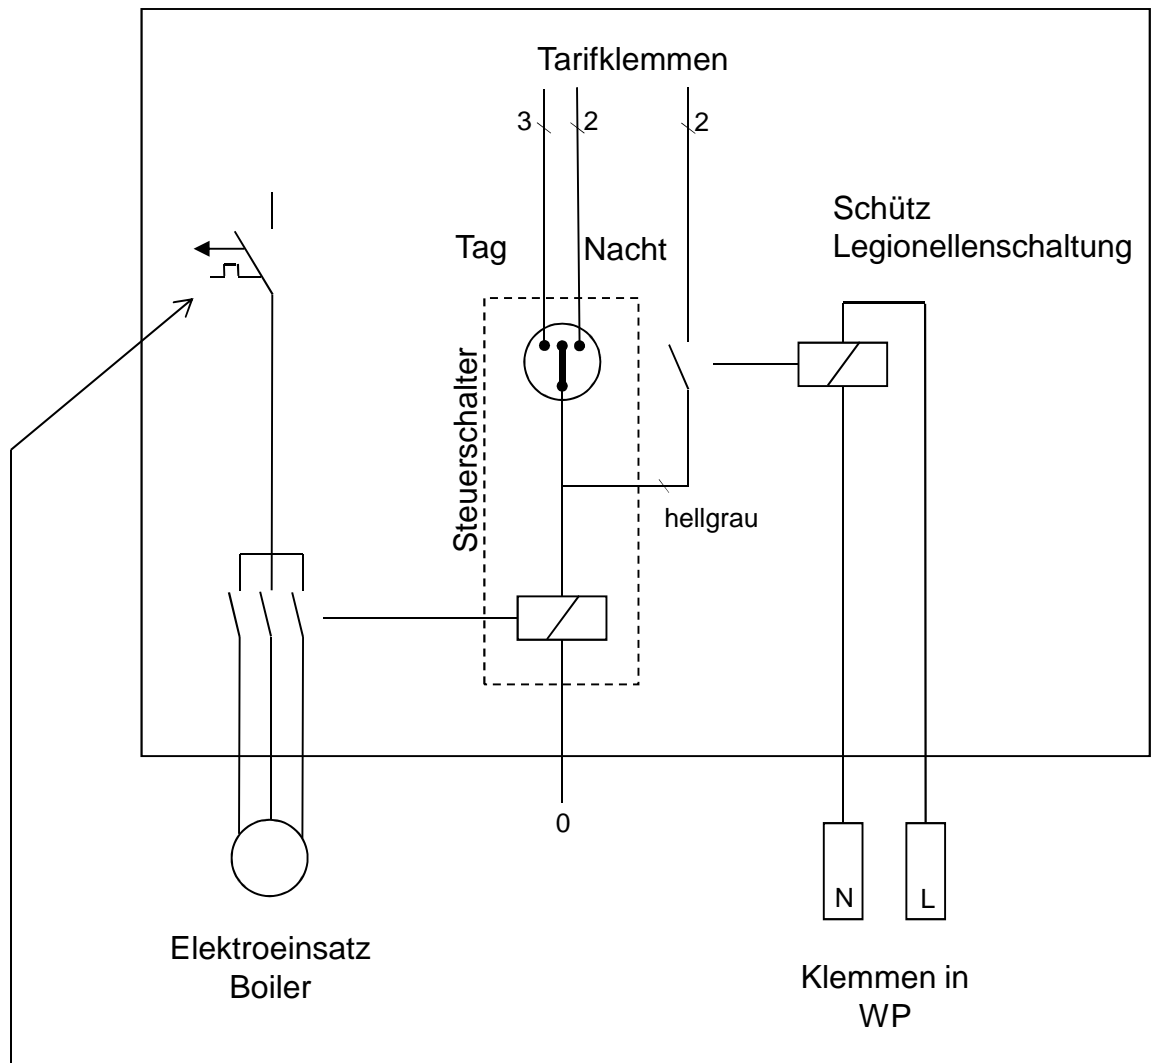 Tarifklemmen
3
2
2
Schütz
Legionellenschaltung
Tag
Nacht
Steuerschalter
hellgrau
0
N
L
Elektroeinsatz
Boiler
Klemmen in
WP